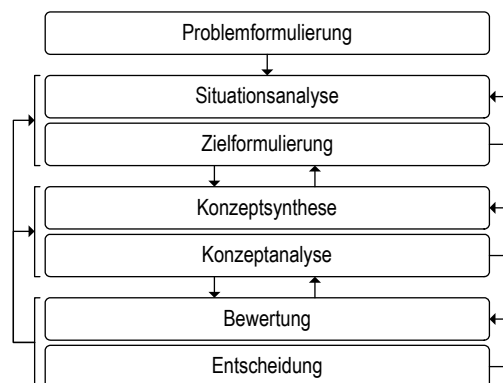 Problemformulierung
Situationsanalyse
Zielformulierung
Konzeptsynthese
Konzeptanalyse
Bewertung
Entscheidung